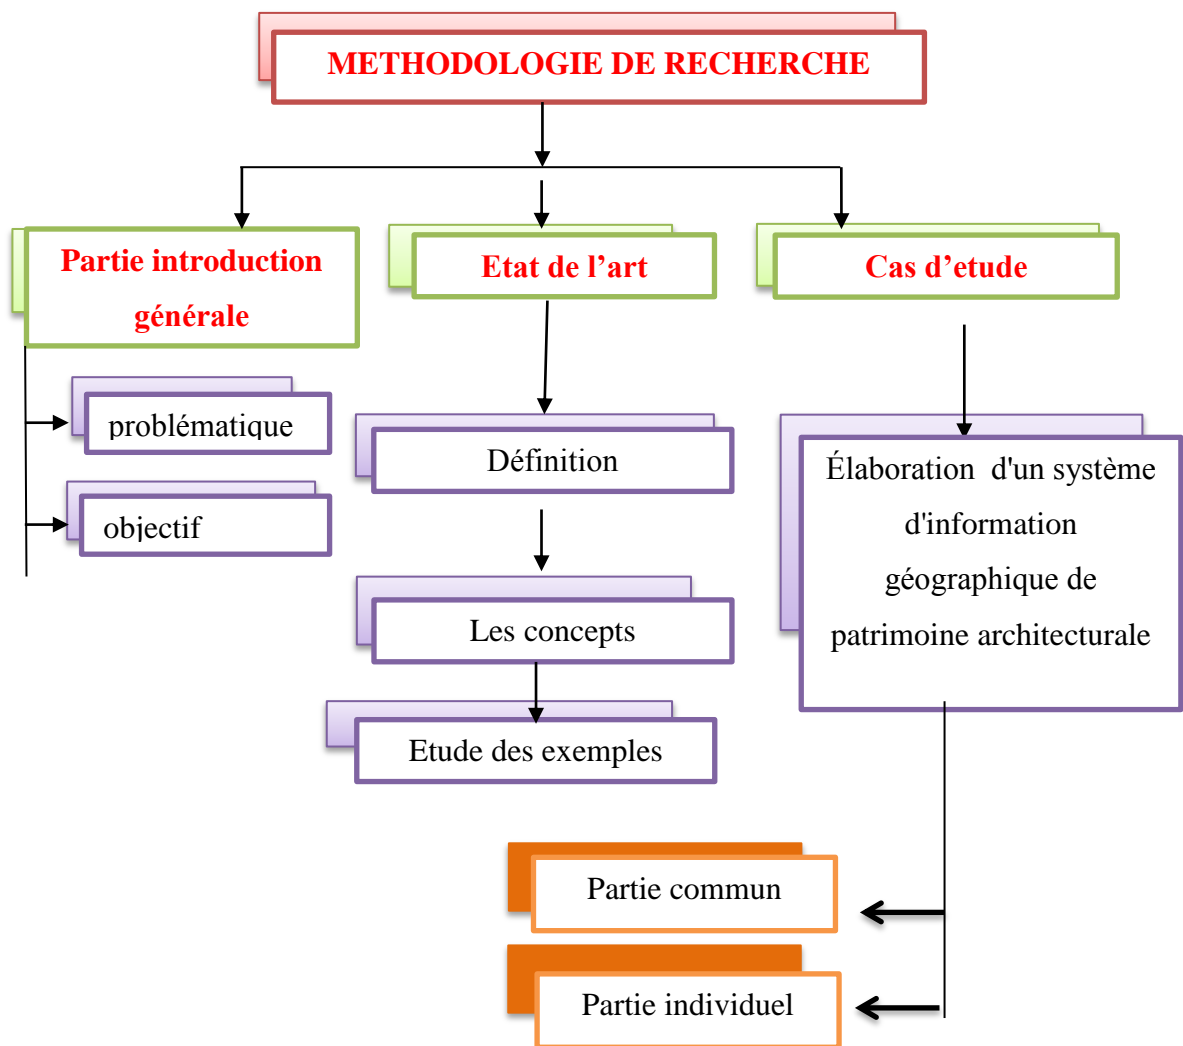 METHODOLOGIE DE RECHERCHE
Partie introduction
générale
Etat de l’art
Cas d’etude
problématique
objectif
Définition
Les concepts
Etude des exemples
Élaboration d'un système
d'information
géographique de
patrimoine architecturale
Partie commun
Partie individuel